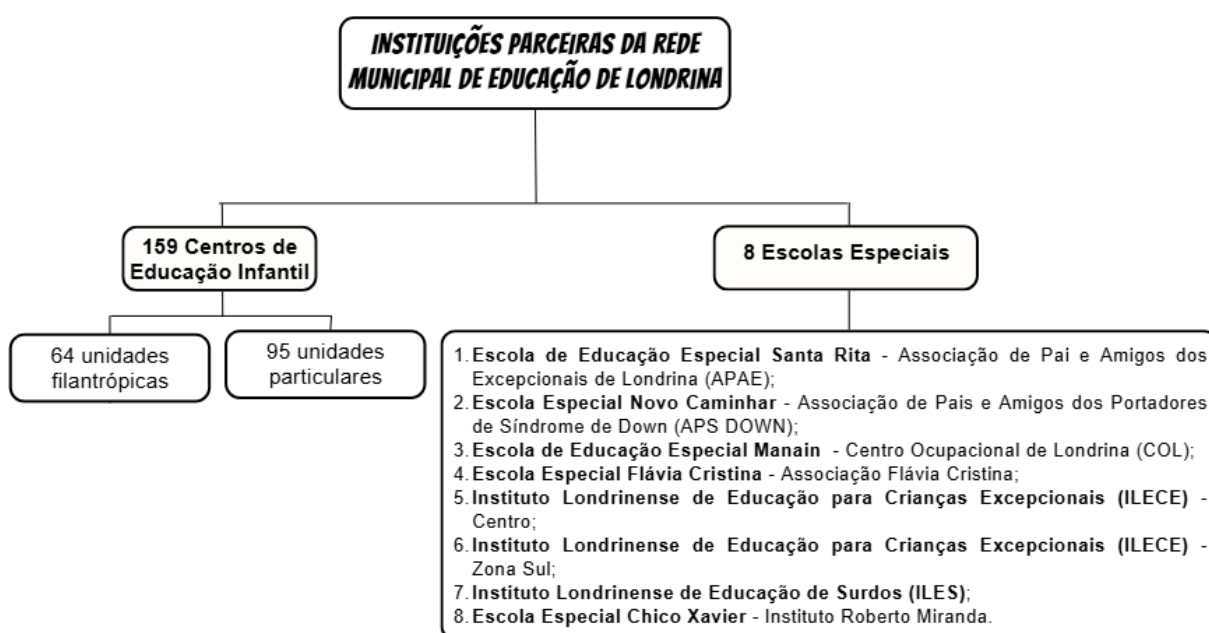 INSTITUIÇÕES PARCEIRAS DA REDE
MUNICIPAL DE EDUCAÇÃO DE LONDRINA
159 Centros de
Educação Infantil
8 Escolas Especiais
64 unidades
filantrópicas
95 unidades
particulares
1. Escola de Educação Especial Santa Rita - Associação de Pai e Amigos dos
Excepcionais de Londrina (APAE);
2. Escola Especial Novo Caminhar - Associação de Pais e Amigos dos Portadores
de Síndrome de Down (APS DOWN);
3. Escola de Educação Especial Manain - Centro Ocupacional de Londrina (COL);
4. Escola Especial Flávia Cristina - Associação Flávia Cristina;
5. Instituto Londrinense de Educação para Crianças Excepcionais (ILECE) -
Centro;
6. Instituto Londrinense de Educação para Crianças Excepcionais (ILECE) -
Zona Sul;
7. Instituto Londrinense de Educação de Surdos (ILES);
8. Escola Especial Chico Xavier - Instituto Roberto Miranda.